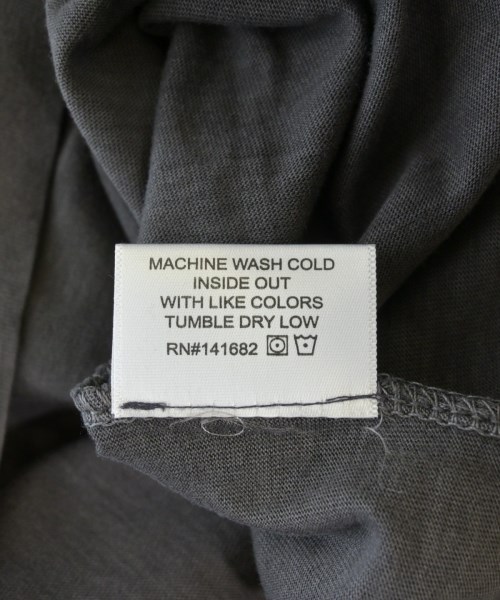 MACHINE WASH COLD
INSIDE OUT
WITH LIKE COLORS
TUMBLE DRY LOW
RN#141682